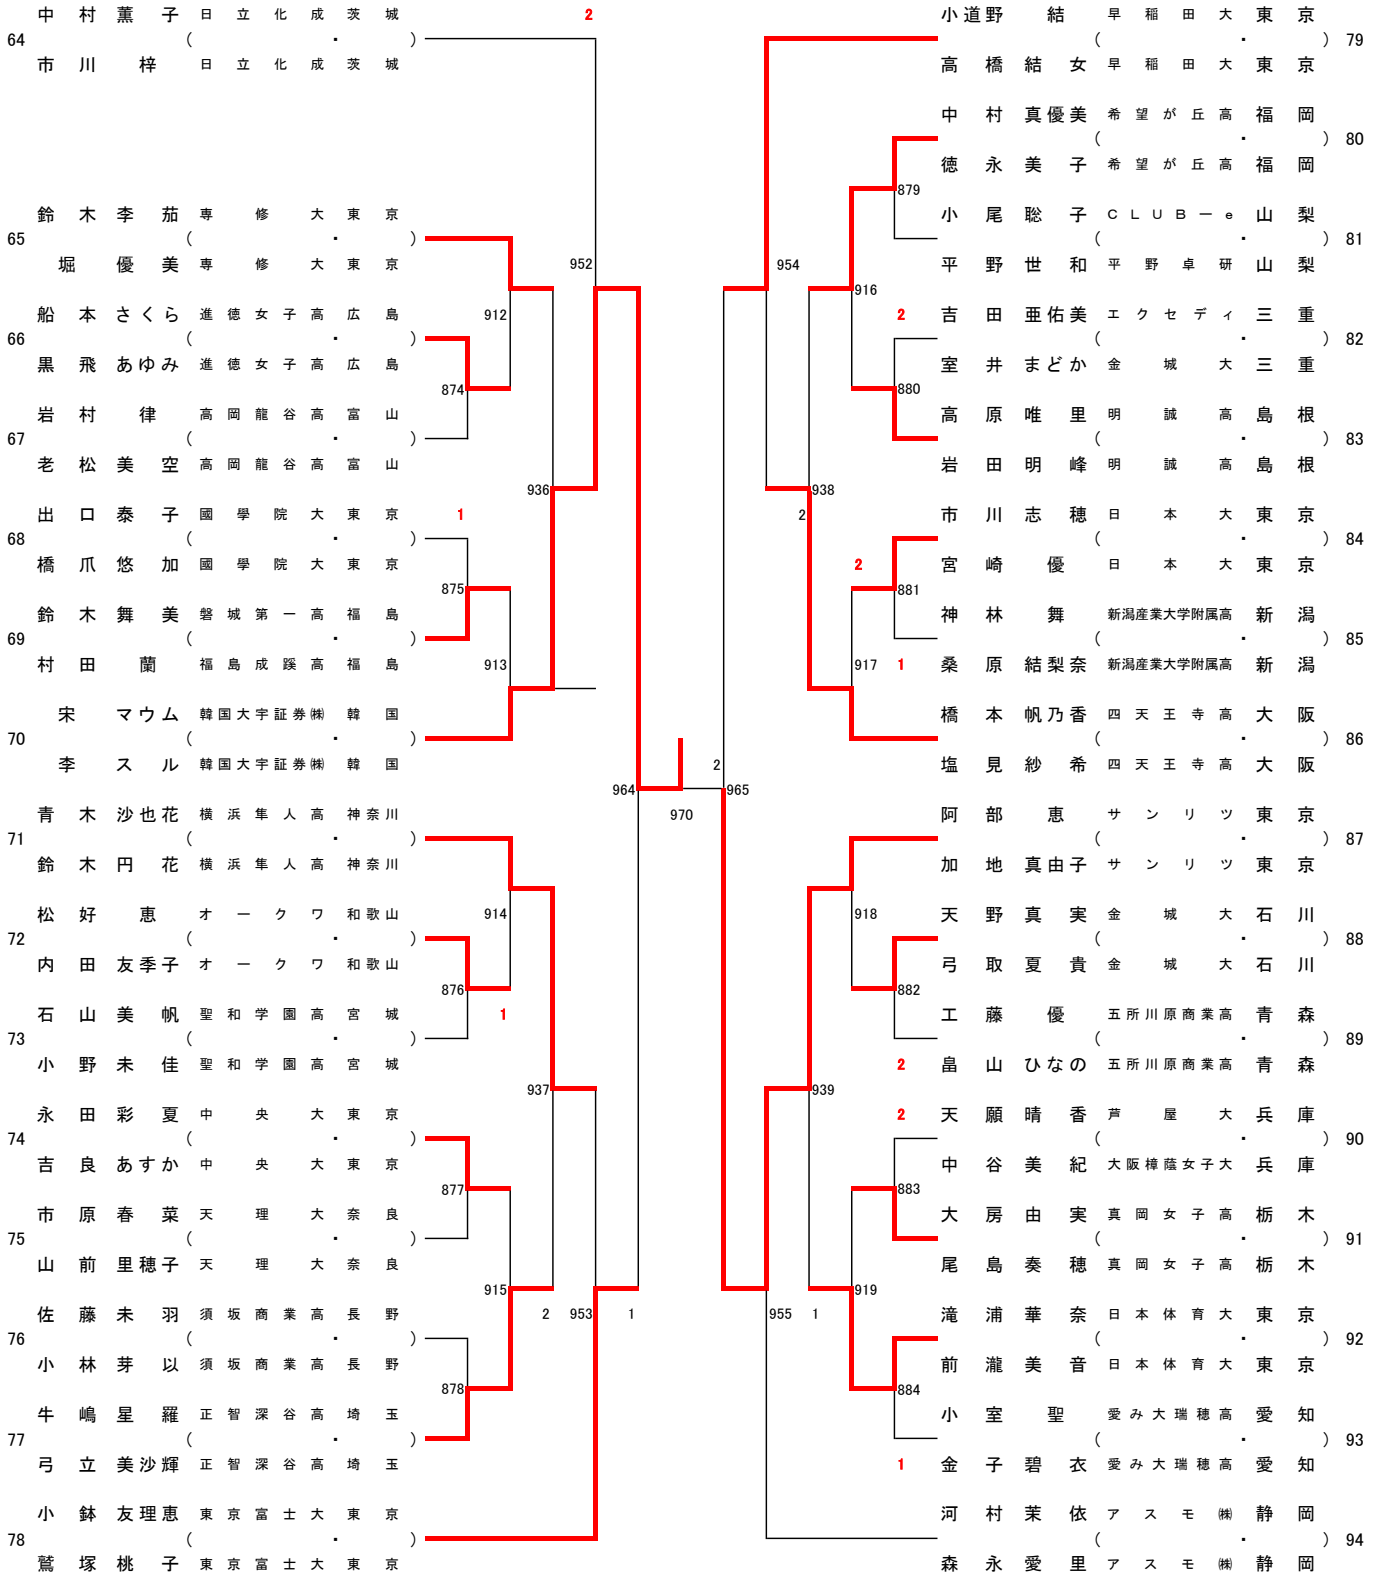 中村薫子 日立化成 茨城 2
64 ( ・ )
市川梓 日立化成 茨城
鈴木李茄 専修大 東京
65 ( ・ )
堀優美 専修大 東京 952
船本さくら 進徳女子高 広島 912
66 ( ・ )
黒飛あゆみ 進徳女子高 広島
874
岩村律 高岡龍谷高 富山
67 ( ・ )
老松美空 高岡龍谷高 富山
936
出口泰子 國學院大 東京 1
68 ( ・ )
橋爪悠加 國學院大 東京
875
鈴木舞美 磐城第一高 福島
69 ( ・ )
村田蘭 福島成蹊高 福島 913
宋マウム 韓国大宇証券㈱ 韓国
70 ( ・ )
李スル 韓国大宇証券㈱ 韓国
964
青木沙也花 横浜隼人高 神奈川 970
71 ( ・ )
鈴木円花 横浜隼人高 神奈川
松好恵 オークワ 和歌山 914
72 ( ・ )
内田友季子 オークワ 和歌山
876
石山美帆 聖和学園高 宮城 1
73 ( ・ )
小野未佳 聖和学園高 宮城
937
永田彩夏 中央大 東京
74 ( ・ )
吉良あすか 中央大 東京
877
市原春菜 天理大 奈良
75 ( ・ )
山前里穂子 天理大 奈良
915
佐藤未羽 須坂商業高 長野 2 953 1
76 ( ・ )
小林芽以 須坂商業高 長野
878
牛嶋星羅 正智深谷高 埼玉
77 ( ・ )
弓立美沙輝 正智深谷高 埼玉
小鉢友理恵 東京富士大 東京
78 ( ・ )
鷲塚桃子 東京富士大 東京
小道野結 早稲田大 東京
( ・ ) 79
高橋結女 早稲田大 東京
中村真優美 希望が丘高 福岡
( ・ ) 80
徳永美子 希望が丘高 福岡
879
小尾聡子 CLUBーe 山梨
( ・ ) 81
954 平野世和 平野卓研 山梨
916
2 吉田亜佑美 エクセディ 三重
( ・ ) 82
室井まどか 金城大 三重
880
高原唯里 明誠高 島根
( ・ ) 83
岩田明峰 明誠高 島根
938
2 市川志穂 日本大 東京
( ・ ) 84
2 宮崎優 日本大 東京
881
神林舞 新潟産業大学附属高 新潟
( ・ ) 85
917 1 桑原結梨奈 新潟産業大学附属高 新潟
橋本帆乃香 四天王寺高 大阪
( ・ ) 86
2 塩見紗希 四天王寺高 大阪
965
阿部恵 サンリツ 東京
( ・ ) 87
加地真由子 サンリツ 東京
918 天野真実 金城大 石川
( ・ ) 88
弓取夏貴 金城大 石川
882
工藤優 五所川原商業高 青森
( ・ ) 89
2 畠山ひなの 五所川原商業高 青森
939
2 天願晴香 芦屋大 兵庫
( ・ ) 90
中谷美紀 大阪樟蔭女子大 兵庫
883
大房由実 真岡女子高 栃木
( ・ ) 91
尾島奏穂 真岡女子高 栃木
919
955 1 滝浦華奈 日本体育大 東京
( ・ ) 92
前瀧美音 日本体育大 東京
884
小室聖 愛み大瑞穂高 愛知
( ・ ) 93
1 金子碧衣 愛み大瑞穂高 愛知
河村茉依 アスモ㈱ 静岡
( ・ ) 94
森永愛里 アスモ㈱ 静岡